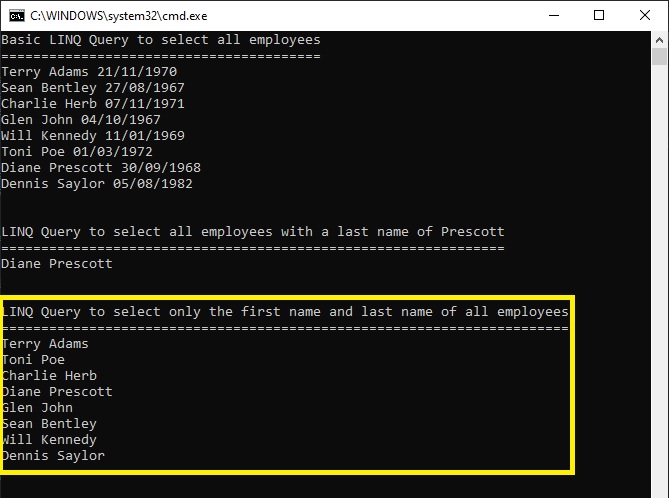 C:\WINDOWS\system32\cmd.exe
Basic LINQ Query to select all employees
========================================
Terry Adams 21/11/1970
Sean Bentley 27/08/1967
Charlie Herb 07/11/1971
Glen John 04/10/1967
Will Kennedy 11/01/1969
Toni Poe 01/03/1972
Diane Prescott 30/09/1968
Dennis Saylor 05/08/1982
LINQ Query to select all employees with a last name of Prescott
===============================================================
Diane Prescott
LINQ Query to select only the first name and last name of all employees
=======================================================================
Terry Adams
Toni Poe
Charlie Herb
Diane Prescott
Glen John
Sean Bentley
Will Kennedy
Dennis Saylor